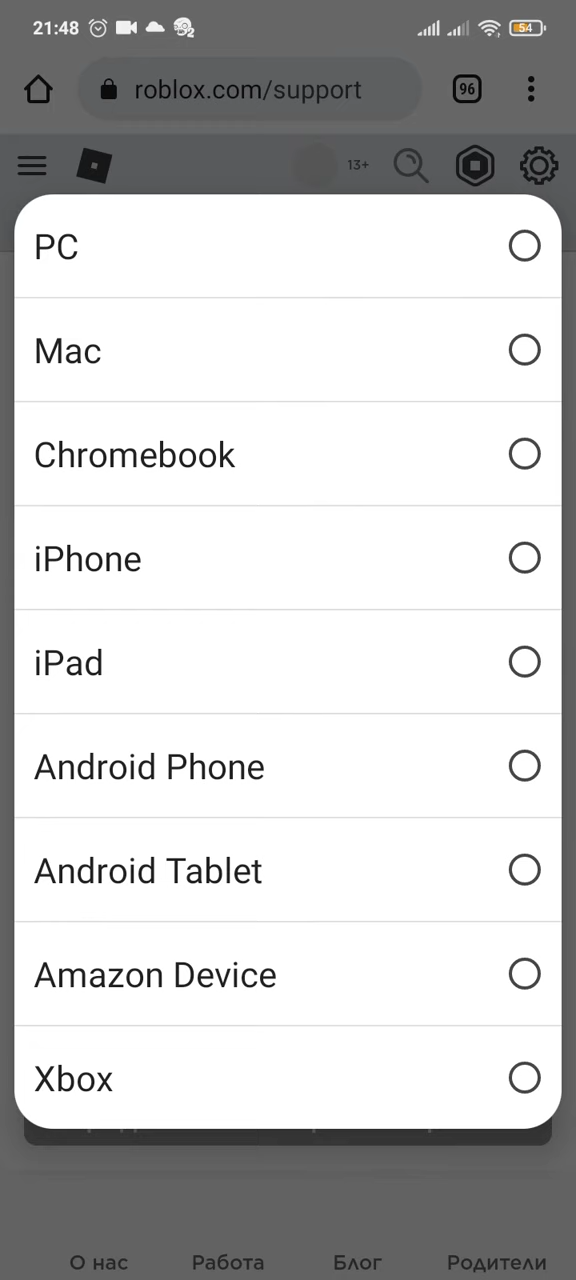 21:48 2 54
roblox.com/support 96
13+
PC
Mac
Chromebook
iPhone
iPad
Android Phone
Android Tablet
Amazon Device
Xbox
О нас Работа Блог Родители